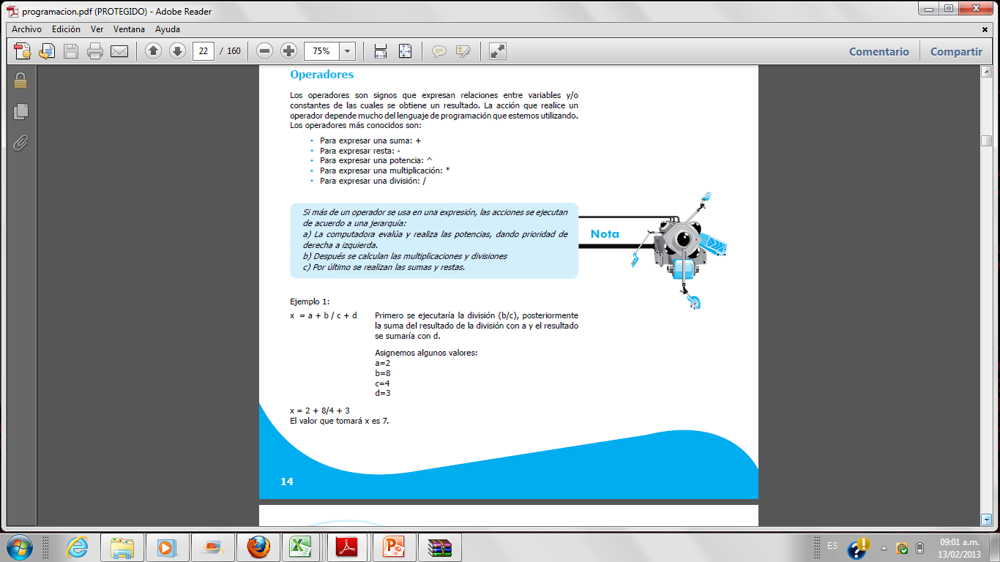 programacion.pdf (PROTEGIDO) - Adobe Reader
Archivo Edición Ver Ventana Ayuda
22 / 160 75% Comentario Compartir
Operadores
Los operadores son signos que expresan relaciones entre variables y/o
constantes de las cuales se obtiene un resultado. La acción que realice un
operador depende mucho del lenguaje de programación que estemos utilizando.
Los operadores más conocidos son:
• Para expresar una suma: +
• Para expresar resta: -
• Para expresar una potencia: ^
• Para expresar una multiplicación: *
• Para expresar una división: /
Si más de un operador se usa en una expresión, las acciones se ejecutan
de acuerdo a una jerarquía:
a) La computadora evalúa y realiza las potencias, dando prioridad de
derecha a izquierda.
b) Después se calculan las multiplicaciones y divisiones
c) Por último se realizan las sumas y restas.
Nota
Ejemplo 1:
x = a + b / c + d Primero se ejecutaría la división (b/c), posteriormente
la suma del resultado de la división con a y el resultado
se sumaría con d.
Asignemos algunos valores:
a=2
b=8
c=4
d=3
x = 2 + 8/4 + 3
El valor que tomará x es 7.
14
ES
09:01 a.m.
13/02/2013